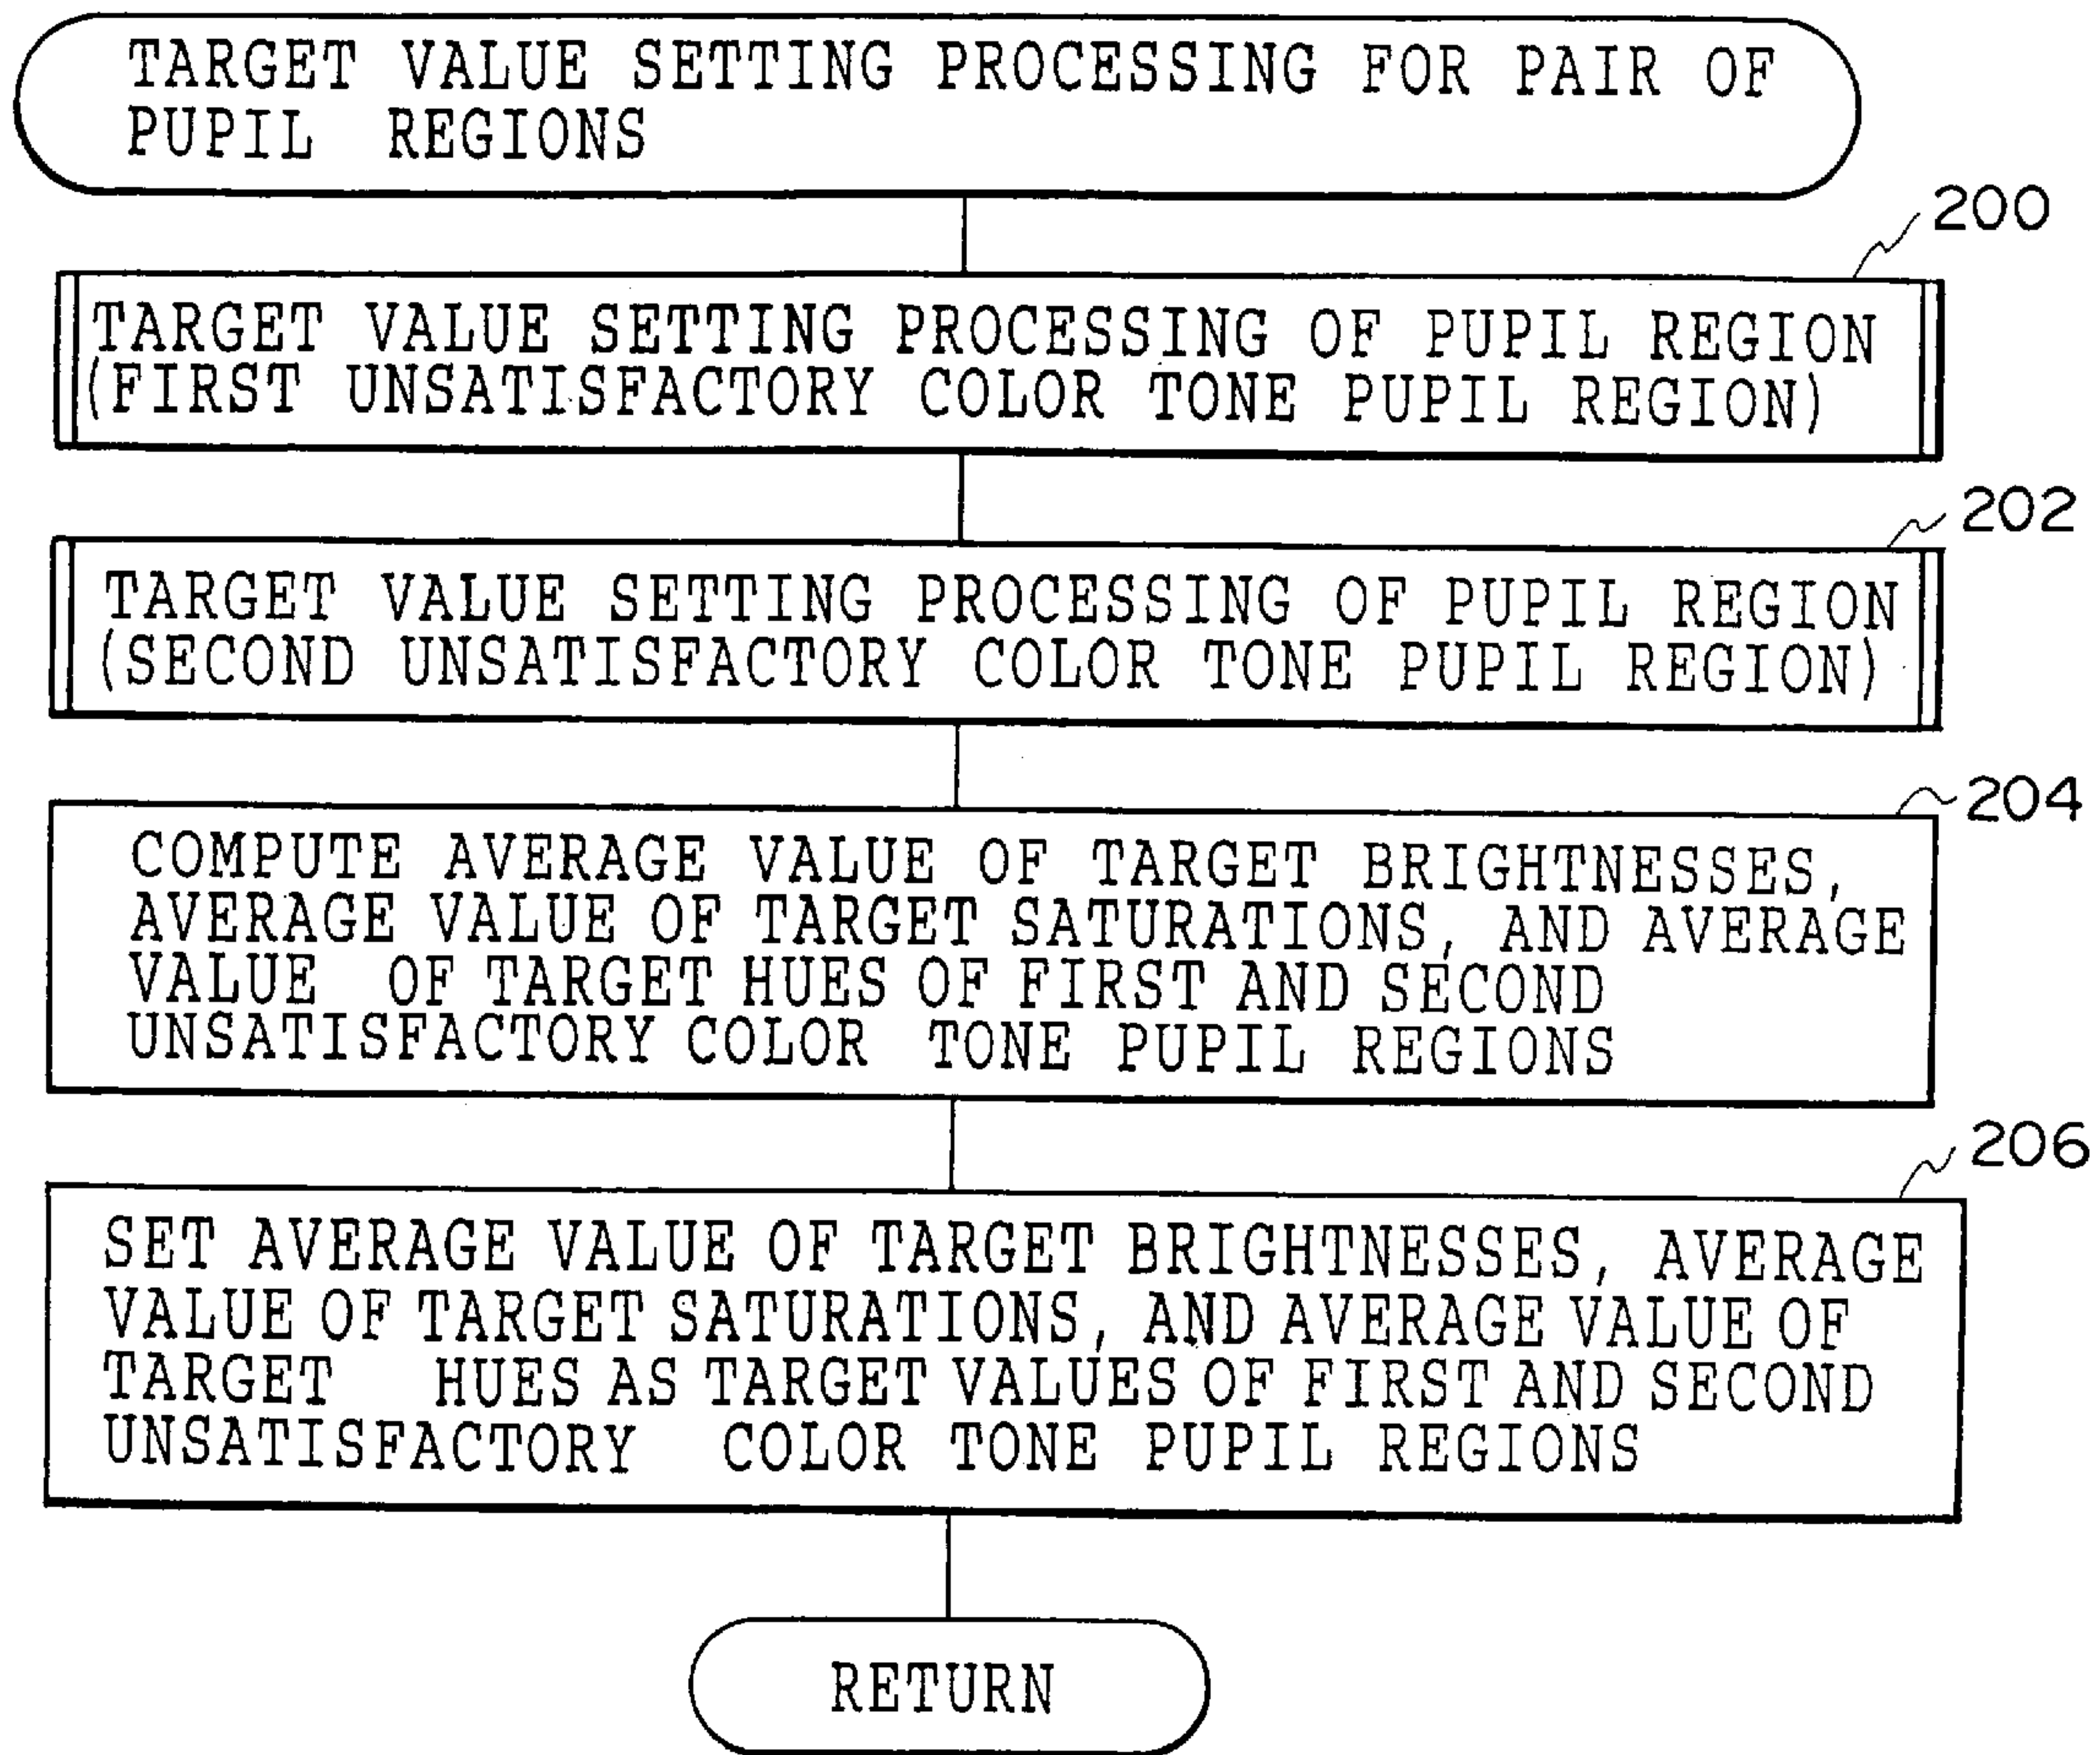 TARGET VALUE SETTING PROCESSING FOR PAIR OF
PUPIL REGIONS
200
TARGET VALUE SETTING PROCESSING OF PUPIL REGION
(FIRST UNSATISFACTORY COLOR TONE PUPIL REGION)
202
TARGET VALUE SETTING PROCESSING OF PUPIL REGION
(SECOND UNSATISFACTORY COLOR TONE PUPIL REGION)
204
COMPUTE AVERAGE VALUE OF TARGET BRIGHTNESSES,
AVERAGE VALUE OF TARGET SATURATIONS, AND AVERAGE
VALUE OF TARGET HUES OF FIRST AND SECOND
UNSATISFACTORY COLOR TONE PUPIL REGIONS
206
SET AVERAGE VALUE OF TARGET BRIGHTNESSES, AVERAGE
VALUE OF TARGET SATURATIONS, AND AVERAGE VALUE OF
TARGET HUES AS TARGET VALUES OF FIRST AND SECOND
UNSATISFACTORY COLOR TONE PUPIL REGIONS
RETURN